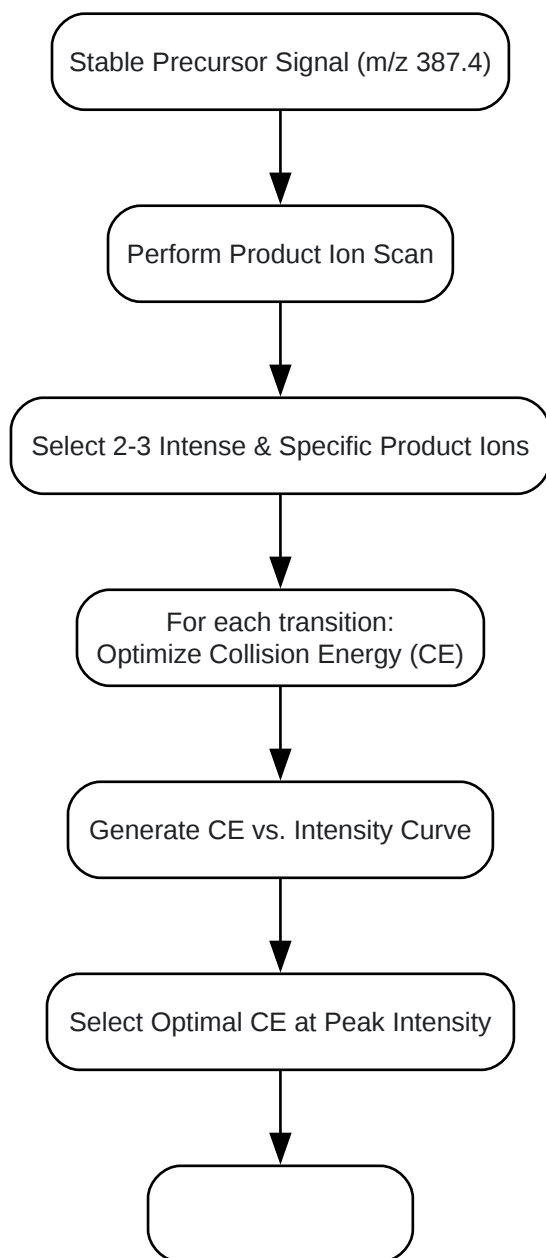 Stable Precursor Signal (m/z 387.4)
Perform Product Ion Scan
Select 2-3 Intense & Specific Product Ions
For each transition:
Optimize Collision Energy (CE)
Generate CE vs. Intensity Curve
Select Optimal CE at Peak Intensity